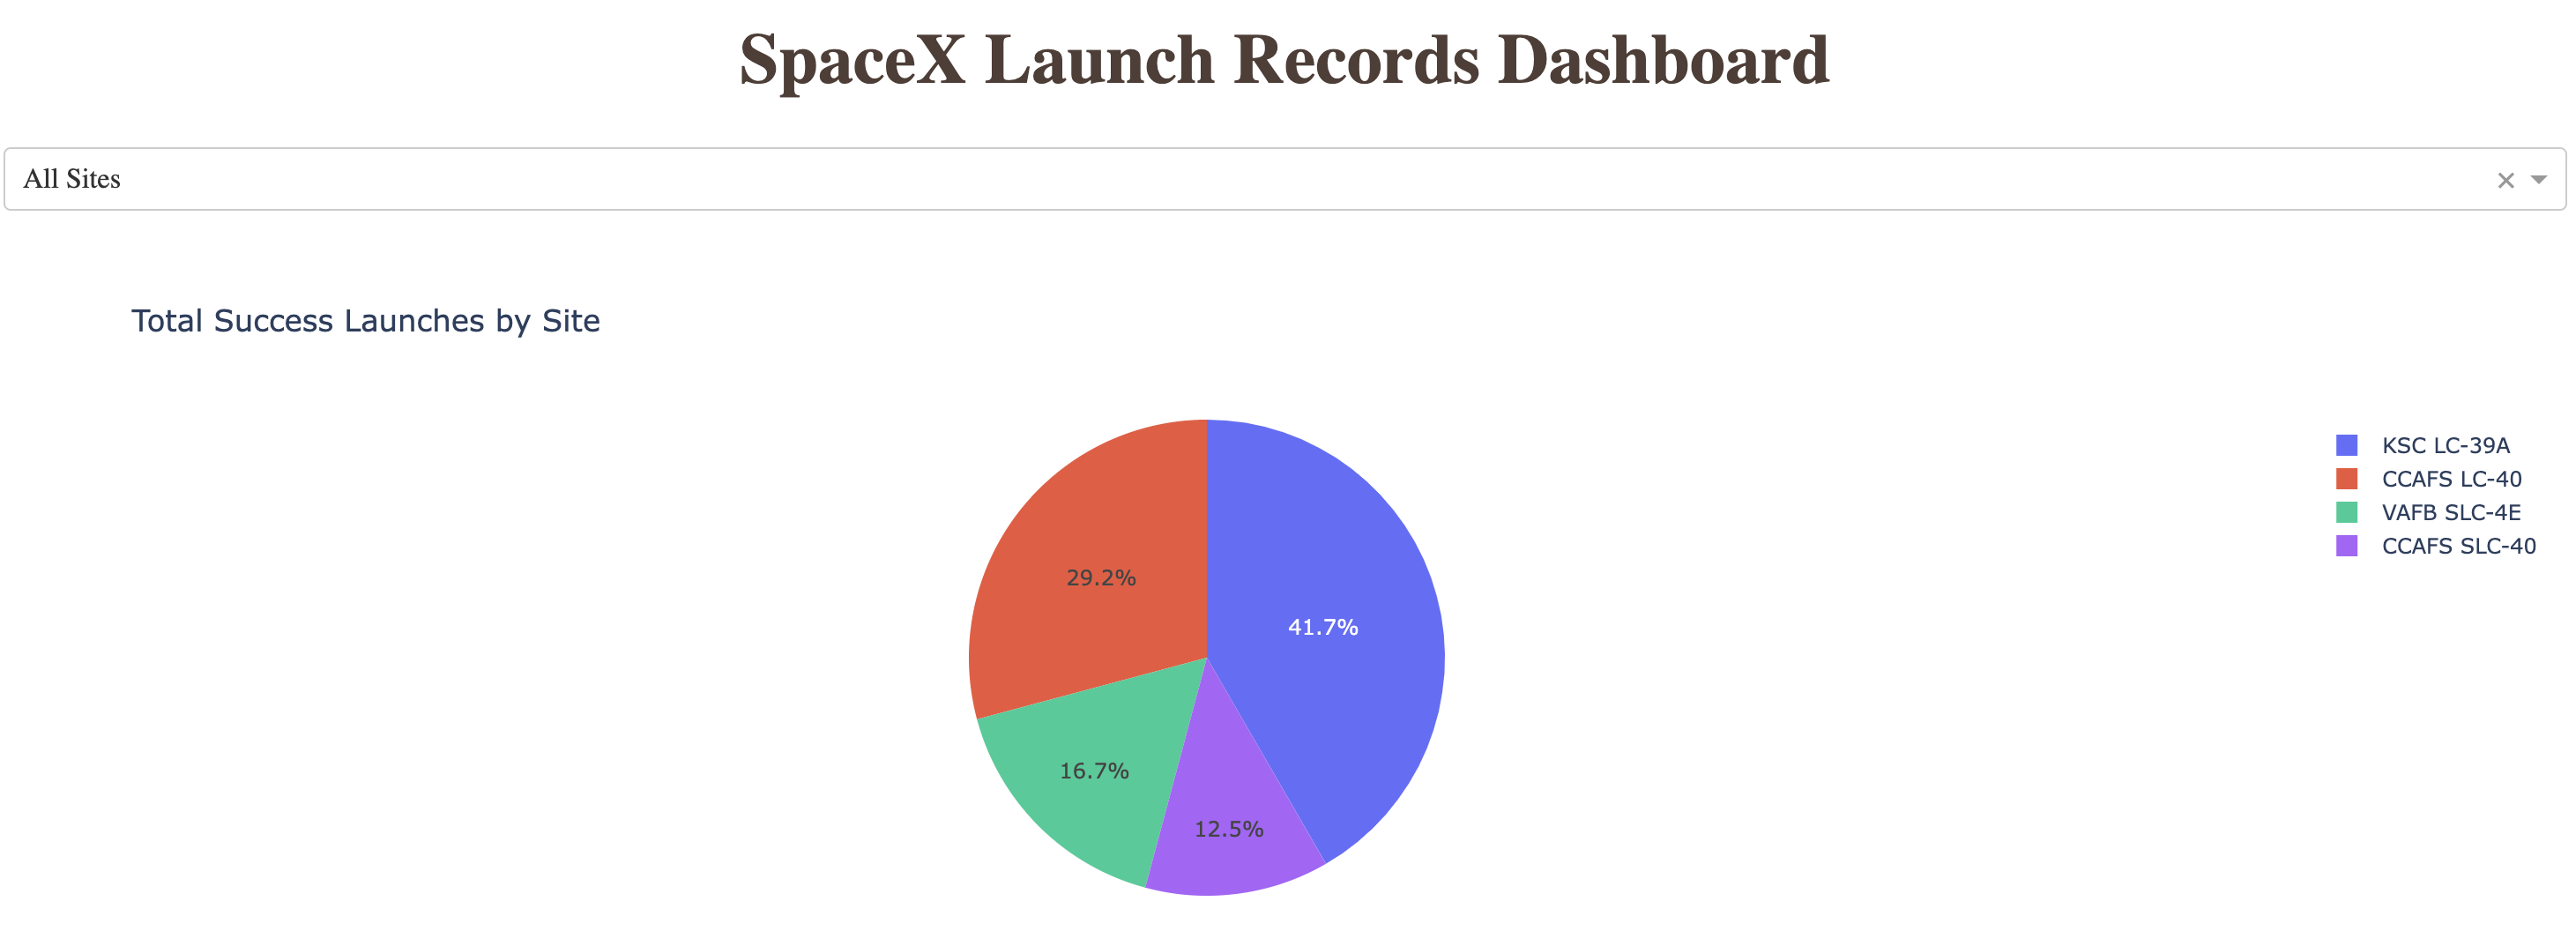 SpaceX Launch Records Dashboard
All Sites
Total Success Launches by Site
KSC LC-39A
CCAFS LC-40
VAFB SLC-4E
CCAFS SLC-40
29.2%
41.7%
16.7%
12.5%